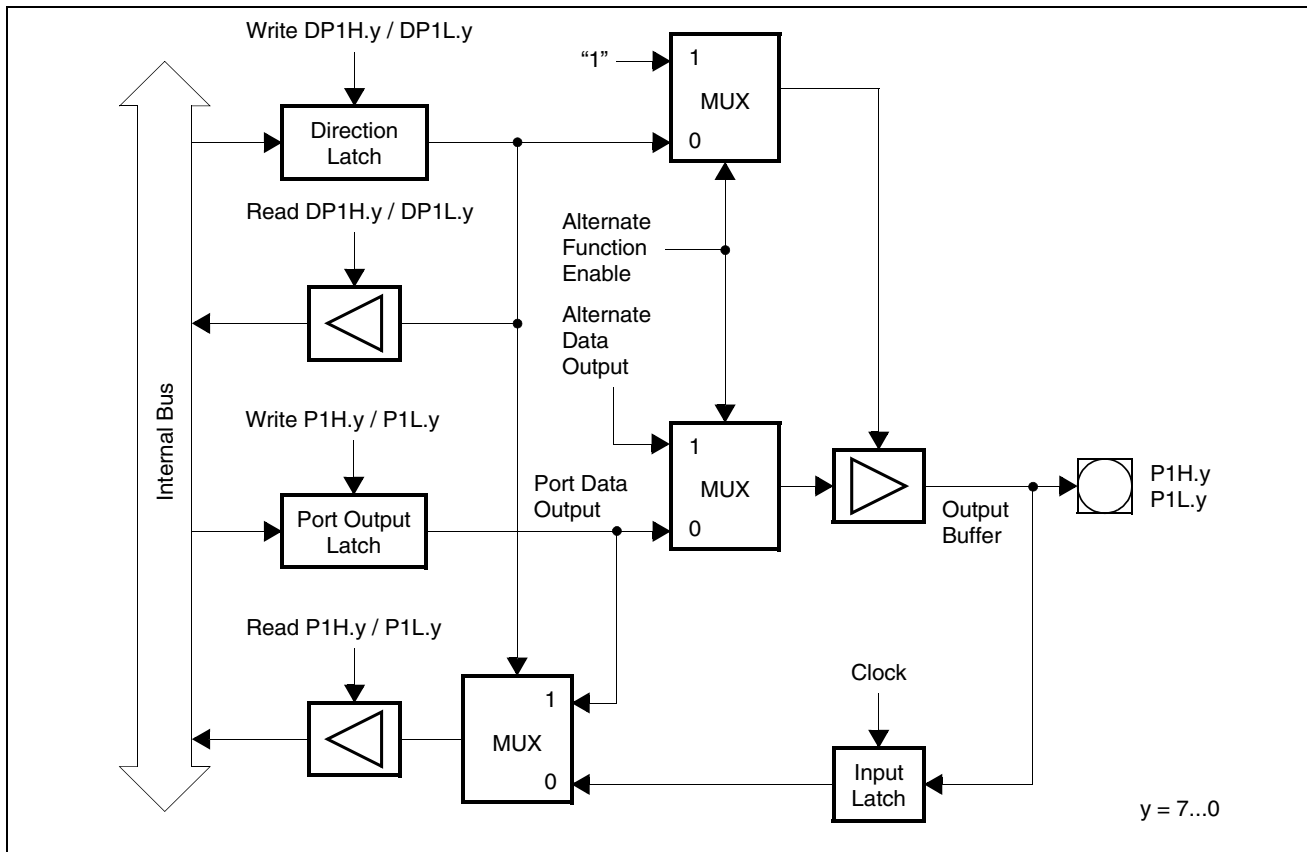 Write DP1H.y / DP1L.y
“1”
1
MUX
0
Direction
Latch
Read DP1H.y / DP1L.y
Alternate
Function
Enable
Alternate
Data
Output
Internal Bus
Write P1H.y / P1L.y
1
MUX
0
Port Data
Output
Port Output
Latch
Output
Buffer
P1H.y
P1L.y
Read P1H.y / P1L.y
1
MUX
0
Clock
Input
Latch
y = 7...0